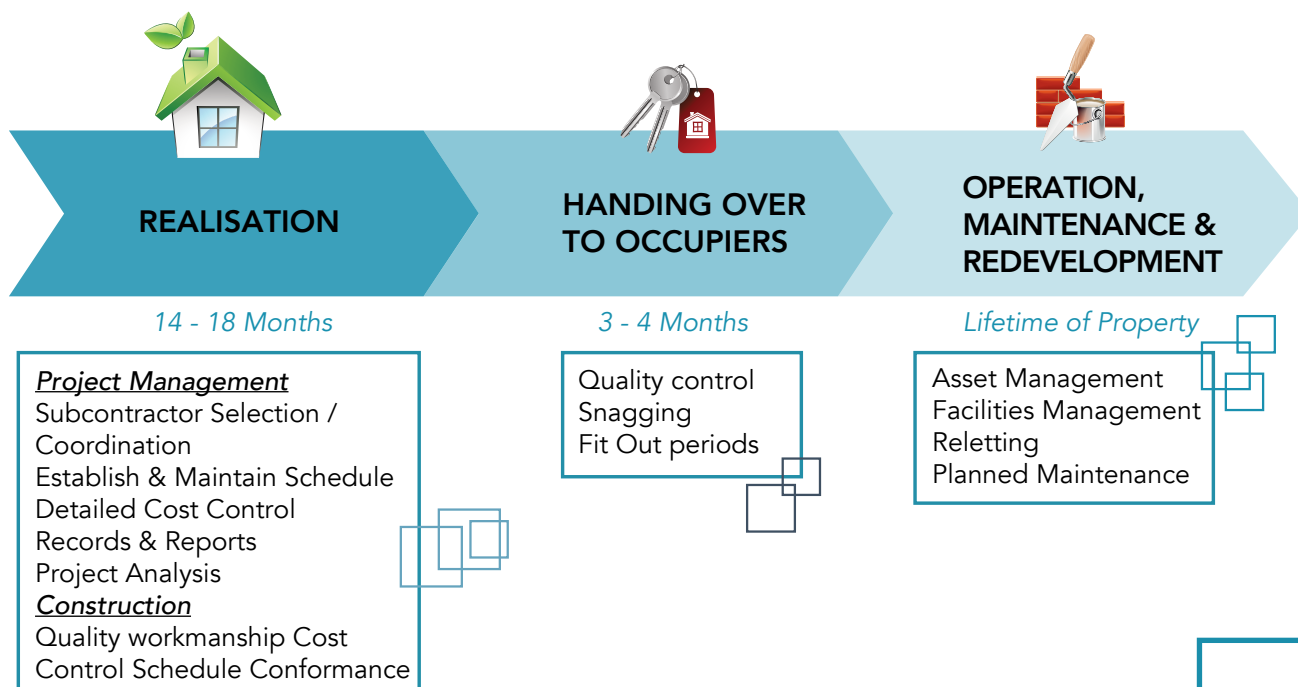 REALISATION
14 - 18 Months
Project Management
Subcontractor Selection /
Coordination
Establish & Maintain Schedule
Detailed Cost Control
Records & Reports
Project Analysis
Construction
Quality workmanship Cost
Control Schedule Conformance
HANDING OVER
TO OCCUPIERS
3 - 4 Months
Quality control
Snagging
Fit Out periods
OPERATION,
MAINTENANCE &
REDEVELOPMENT
Lifetime of Property
Asset Management
Facilities Management
Reletting
Planned Maintenance